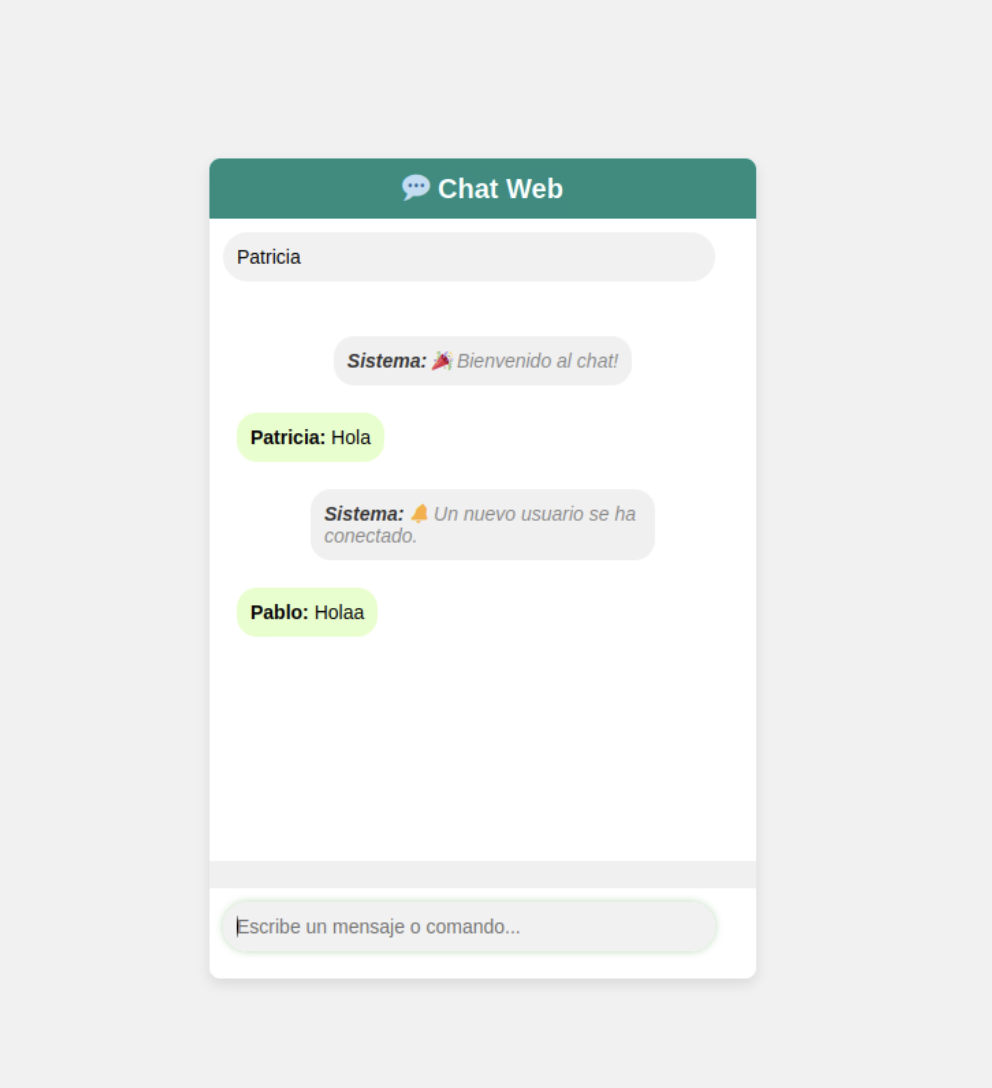 💬 Chat Web
Patricia
Sistema: 🎉 Bienvenido al chat!
Patricia: Hola
Sistema: 🔔 Un nuevo usuario se ha
conectado.
Pablo: Holaa
Escribe un mensaje o comando...